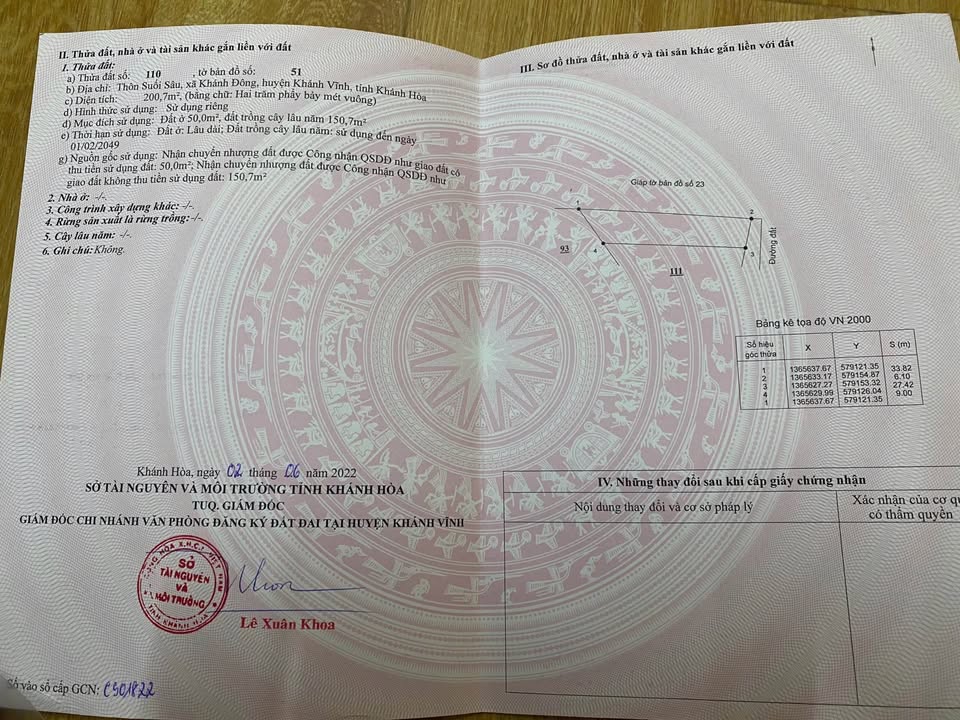 II. Thửa đất, nhà ở và tài sản khác gắn liền với đất
1. Thửa đất:
a) Thửa đất số: 110 , tờ bản đồ số: 51
b) Địa chỉ: Thôn Suối Sâu, xã Khánh Đông, huyện Khánh Vĩnh, tỉnh Khánh Hòa
c) Diện tích: 200,7m², (bằng chữ: Hai trăm phẩy bảy mét vuông)
d) Hình thức sử dụng: Sử dụng riêng
đ) Mục đích sử dụng: Đất ở 50,0m², đất trồng cây lâu năm 150,7m²
e) Thời hạn sử dụng: Đất ở: Lâu dài; Đất trồng cây lâu năm: sử dụng đến ngày
01/02/2049
g) Nguồn gốc sử dụng: Nhận chuyển nhượng đất được Công nhận QSDĐ như giao đất có
thu tiền sử dụng đất: 50,0m²; Nhận chuyển nhượng đất được Công nhận QSDĐ như
giao đất không thu tiền sử dụng đất: 150,7m²
2. Nhà ở: -/-.
3. Công trình xây dựng khác: -/-.
4. Rừng sản xuất là rừng trồng:-/-.
5. Cây lâu năm: -/-.
6. Ghi chú:Không.
Khánh Hòa, ngày 02 tháng 06 năm 2022
SỞ TÀI NGUYÊN VÀ MÔI TRƯỜNG TỈNH KHÁNH HÒA
TUQ. GIÁM ĐỐC
GIÁM ĐỐC CHI NHÁNH VĂN PHÒNG ĐĂNG KÝ ĐẤT ĐAI TẠI HUYỆN KHÁNH VĨNH
SỞ
TÀI NGUYÊN
VÀ
MÔI TRƯỜNG
TỈNH KHÁNH HÒA
Lê Xuân Khoa
Số vào sổ cấp GCN: CS01822
III. Sơ đồ thửa đất, nhà ở và tài sản khác gắn liền với đất
Giáp tờ bản đồ số 23
1
2
93
4
3
111
Đường đất
Bảng kê tọa độ VN 2000
Số hiệu góc thửa X Y S (m)
1 1365637.67 579121.35 33.82
2 1365633.17 579154.87 6.10
3 1365627.27 579153.32 27.42
4 1365629.99 579126.04 9.00
1 1365637.67 579121.35
IV. Những thay đổi sau khi cấp giấy chứng nhận
Nội dung thay đổi và cơ sở pháp lý
Xác nhận của cơ qu
có thẩm quyền